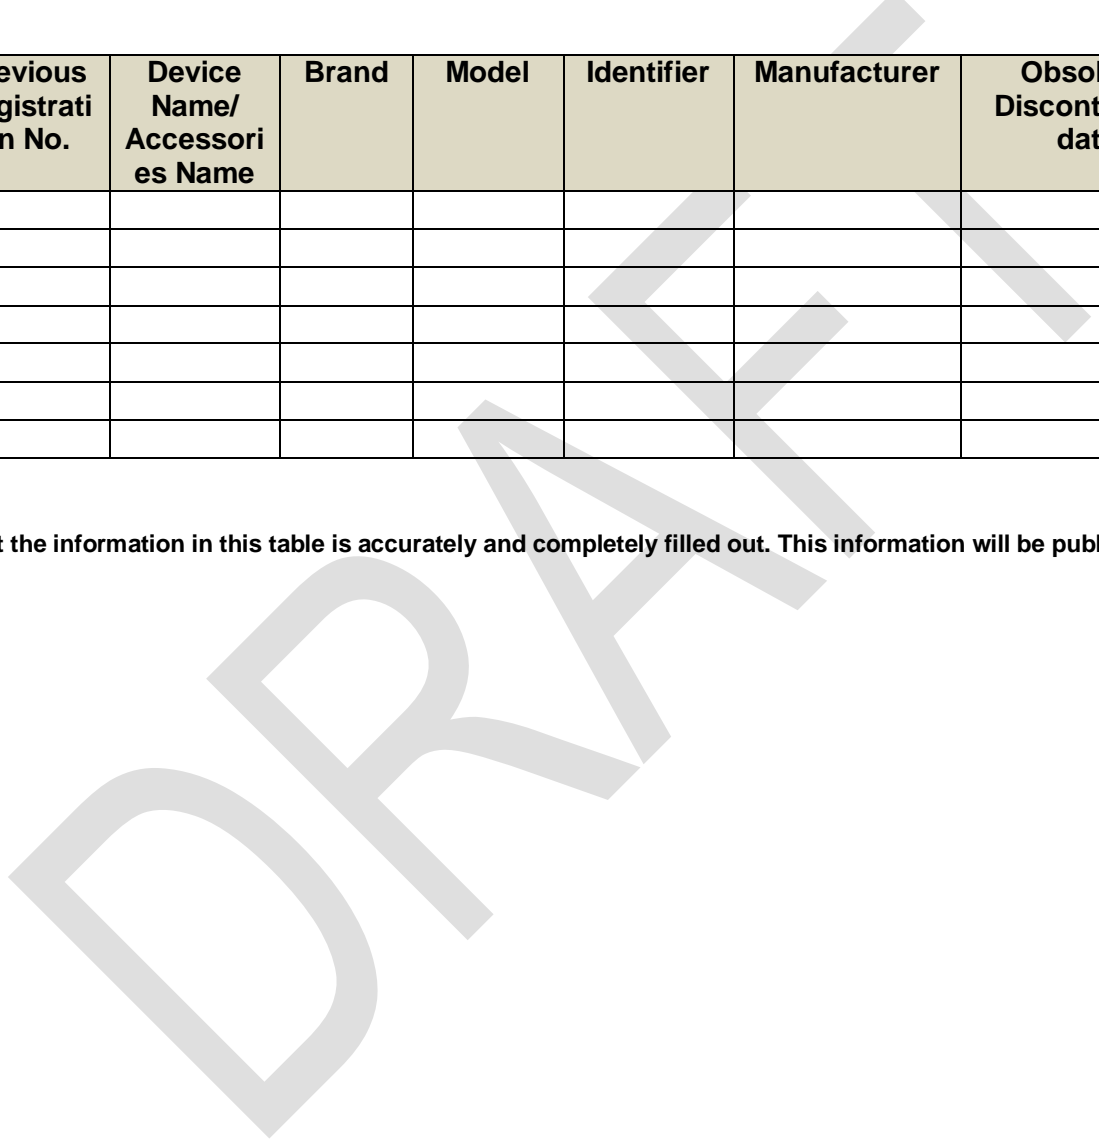 evious Device Brand Model Identifier Manufacturer Obsol
gistrati Name/ Discont
n No. Accessori dat
es Name
t the information in this table is accurately and completely filled out. This information will be publ
DRAFT